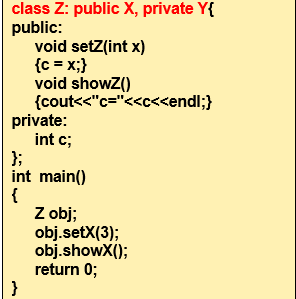 class Z: public X, private Y{
public:
void setZ(int x)
{c = x;}
void showZ()
{cout<<"c="<<c<<endl;}
private:
int c;
};
int main()
{
Z obj;
obj.setX(3);
obj.showX();
return 0;
}